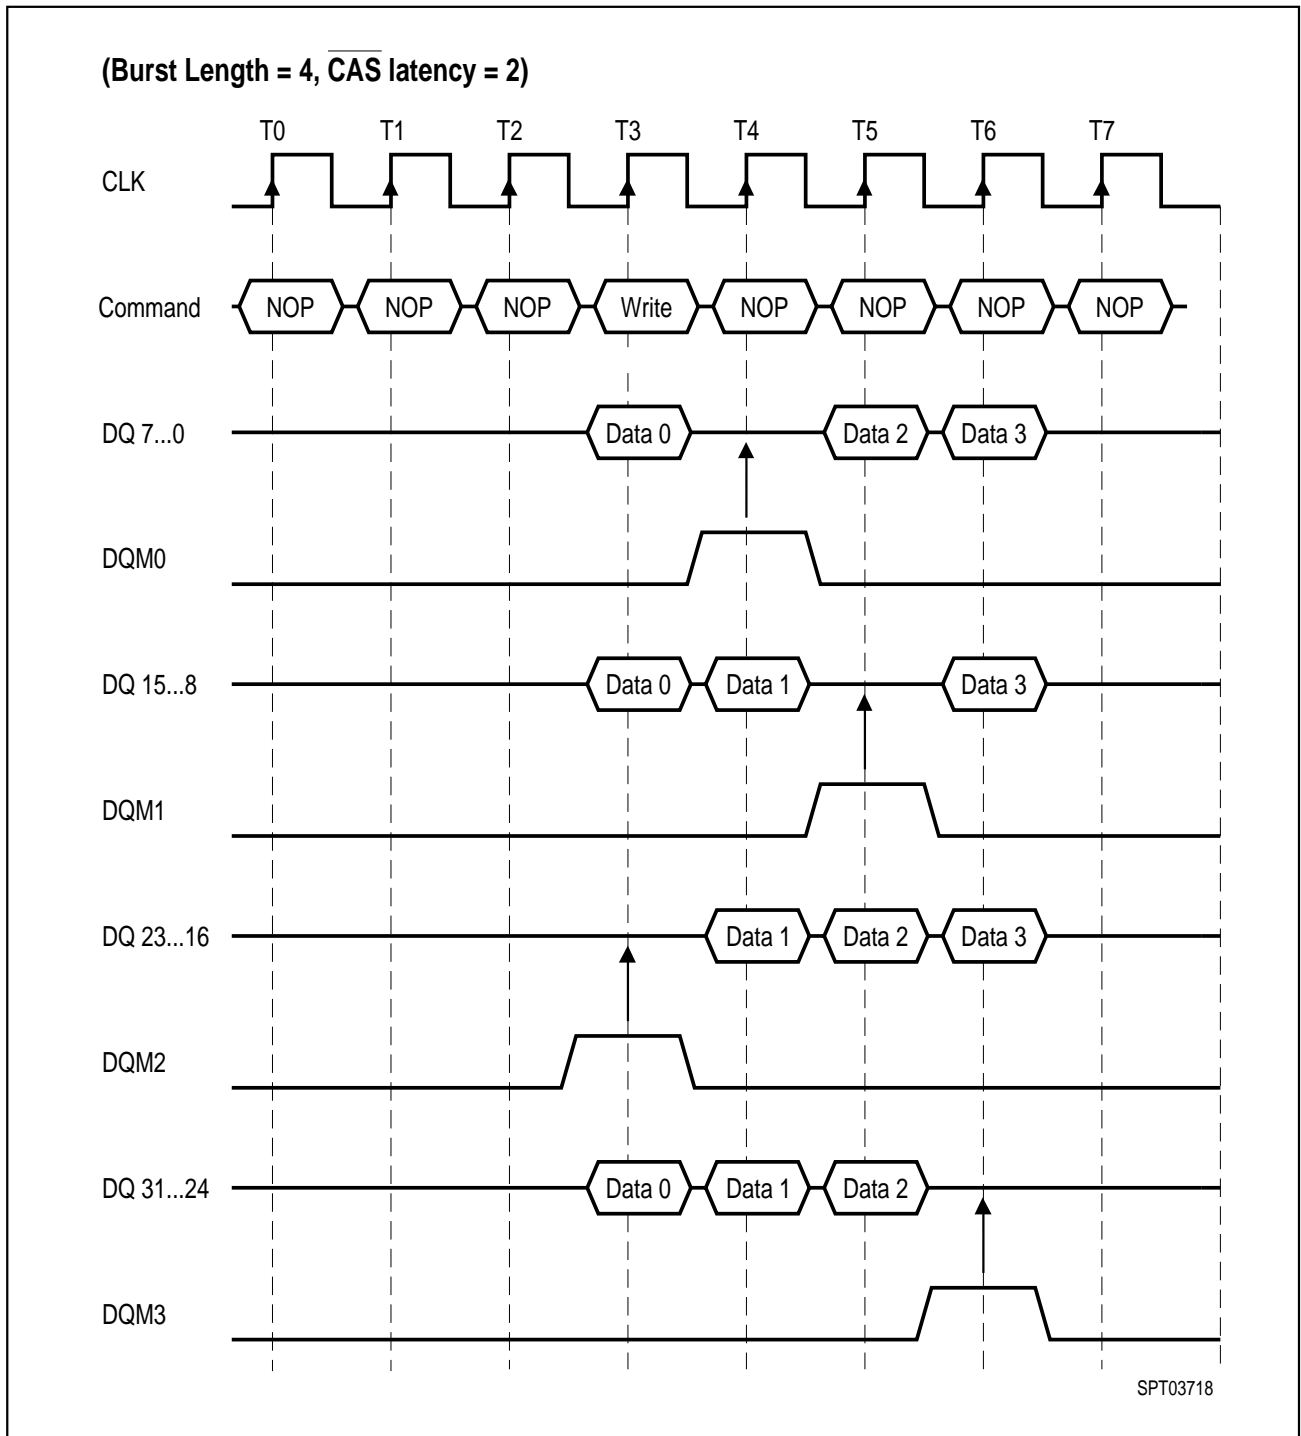 (Burst Length = 4, CAS latency = 2)
T0 T1 T2 T3 T4 T5 T6 T7
CLK
Command NOP NOP NOP Write NOP NOP NOP NOP
DQ 7...0 Data 0 Data 2 Data 3
DQM0
DQ 15...8 Data 0 Data 1 Data 3
DQM1
DQ 23...16 Data 1 Data 2 Data 3
DQM2
DQ 31...24 Data 0 Data 1 Data 2
DQM3
SPT03718